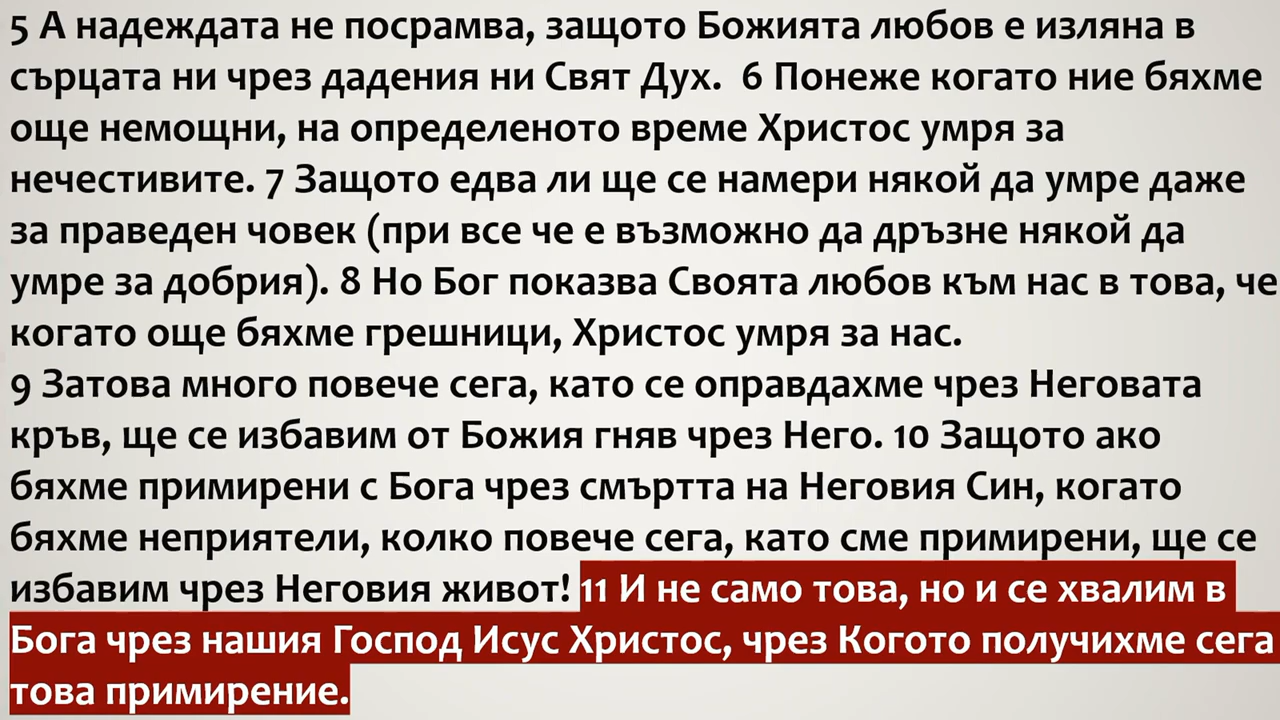 5 А надеждата не посрамва, защото Божията любов е изляна в
сърцата ни чрез дадения ни Свят Дух. 6 Понеже когато ние бяхме
още немощни, на определеното време Христос умря за
нечестивите. 7 Защото едва ли ще се намери някой да умре даже
за праведен човек (при все че е възможно да дръзне някой да
умре за добрия). 8 Но Бог показва Своята любов към нас в това, че
когато още бяхме грешници, Христос умря за нас.
9 Затова много повече сега, като се оправдахме чрез Неговата
кръв, ще се избавим от Божия гняв чрез Него. 10 Защото ако
бяхме примирени с Бога чрез смъртта на Неговия Син, когато
бяхме неприятели, колко повече сега, като сме примирени, ще се
избавим чрез Неговия живот! 11 И не само това, но и се хвалим в
Бога чрез нашия Господ Исус Христос, чрез Когото получихме сега
това примирение.